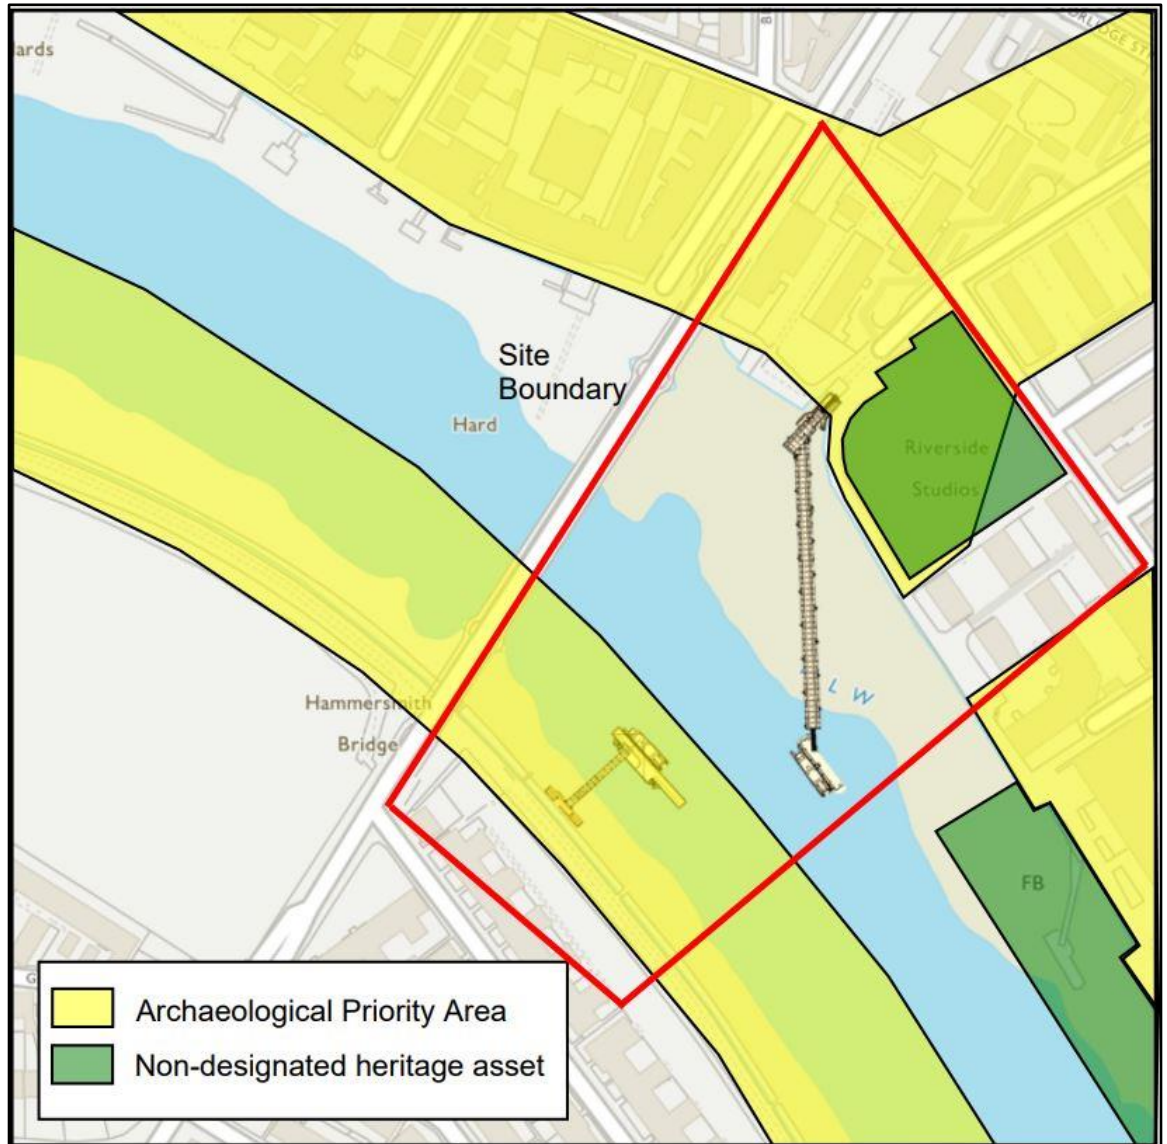 ards
Site
Boundary
Hard
Riverside
Studios
L W
Hammersmith
Bridge
FB
G
Archaeological Priority Area
Non-designated heritage asset